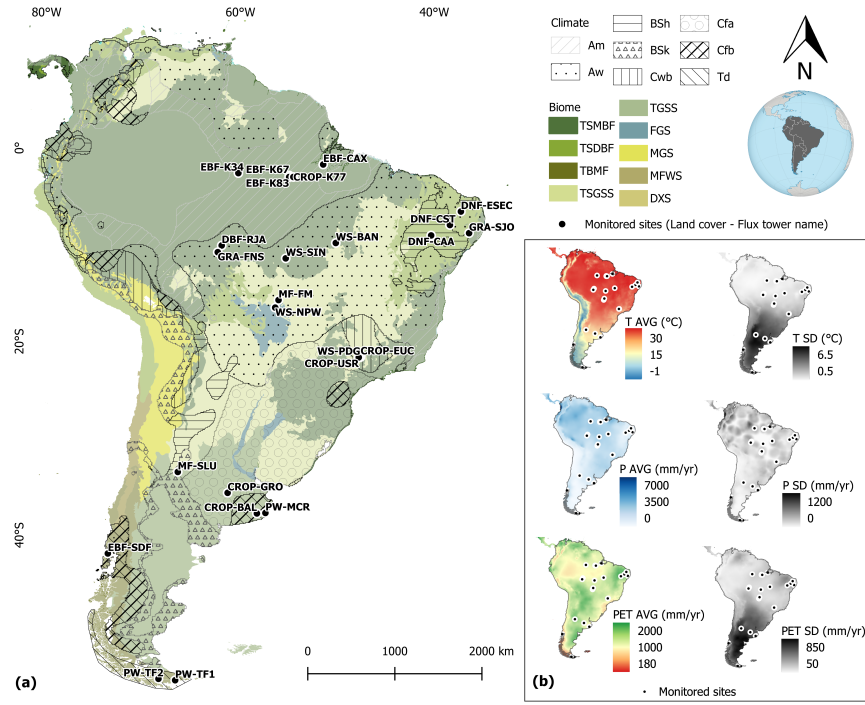 80°W
60°W
40°W
0°
20°S
40°S
EBF-CAX
EBF-K34
EBF-K67
EBF-K83
CROP-K77
DNF-ESEC
DNF-CST
GRA-SJO
DNF-CAA
DBF-RJA
GRA-FNS
WS-BAN
WS-SIN
MF-FM
WS-NPW
WS-PDG
CROP-EUC
CROP-USR
MF-SLU
CROP-GRO
CROP-BAL
PW-MCR
EBF-SDF
PW-TF2
PW-TF1
0
1000
2000 km
(a)
Climate
Am
Aw
BSh
BSk
Cwb
Cfa
Cfb
Td
N
Biome
TSMBF
TSDBF
TBMF
TSGSS
TGSS
FGS
MGS
MFWS
DXS
Monitored sites (Land cover - Flux tower name)
T AVG (°C)
30
15
-1
T SD (°C)
6.5
0.5
P AVG (mm/yr)
7000
3500
0
P SD (mm/yr)
1200
0
PET AVG (mm/yr)
2000
1000
180
PET SD (mm/yr)
850
50
(b)
Monitored sites